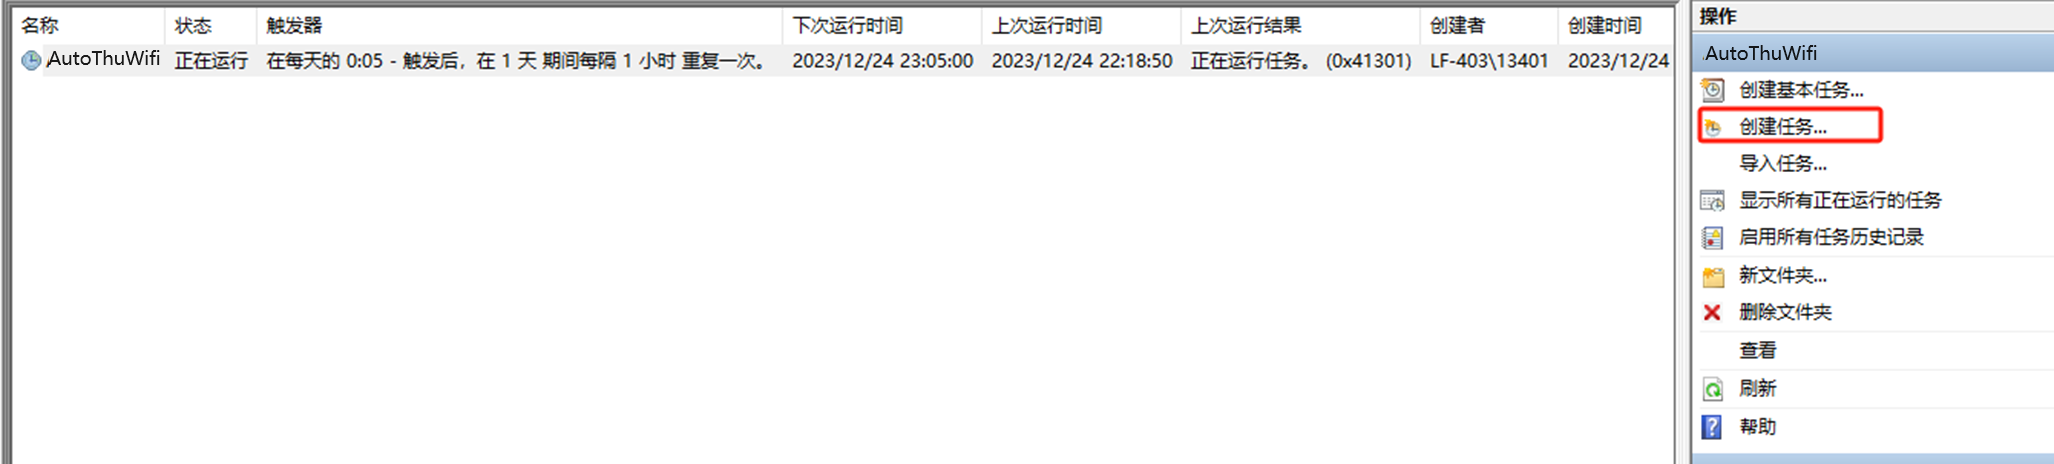 名称 状态 触发器 下次运行时间 上次运行时间 上次运行结果 创建者 创建时间
AutoThuWifi 正在运行 在每天的 0:05 - 触发后，在 1 天 期间每隔 1 小时 重复一次。 2023/12/24 23:05:00 2023/12/24 22:18:50 正在运行任务。 (0x41301) LF-403\13401 2023/12/24
操作
AutoThuWifi
创建基本任务...
创建任务...
导入任务...
显示所有正在运行的任务
启用所有任务历史记录
新文件夹...
删除文件夹
查看
刷新
帮助